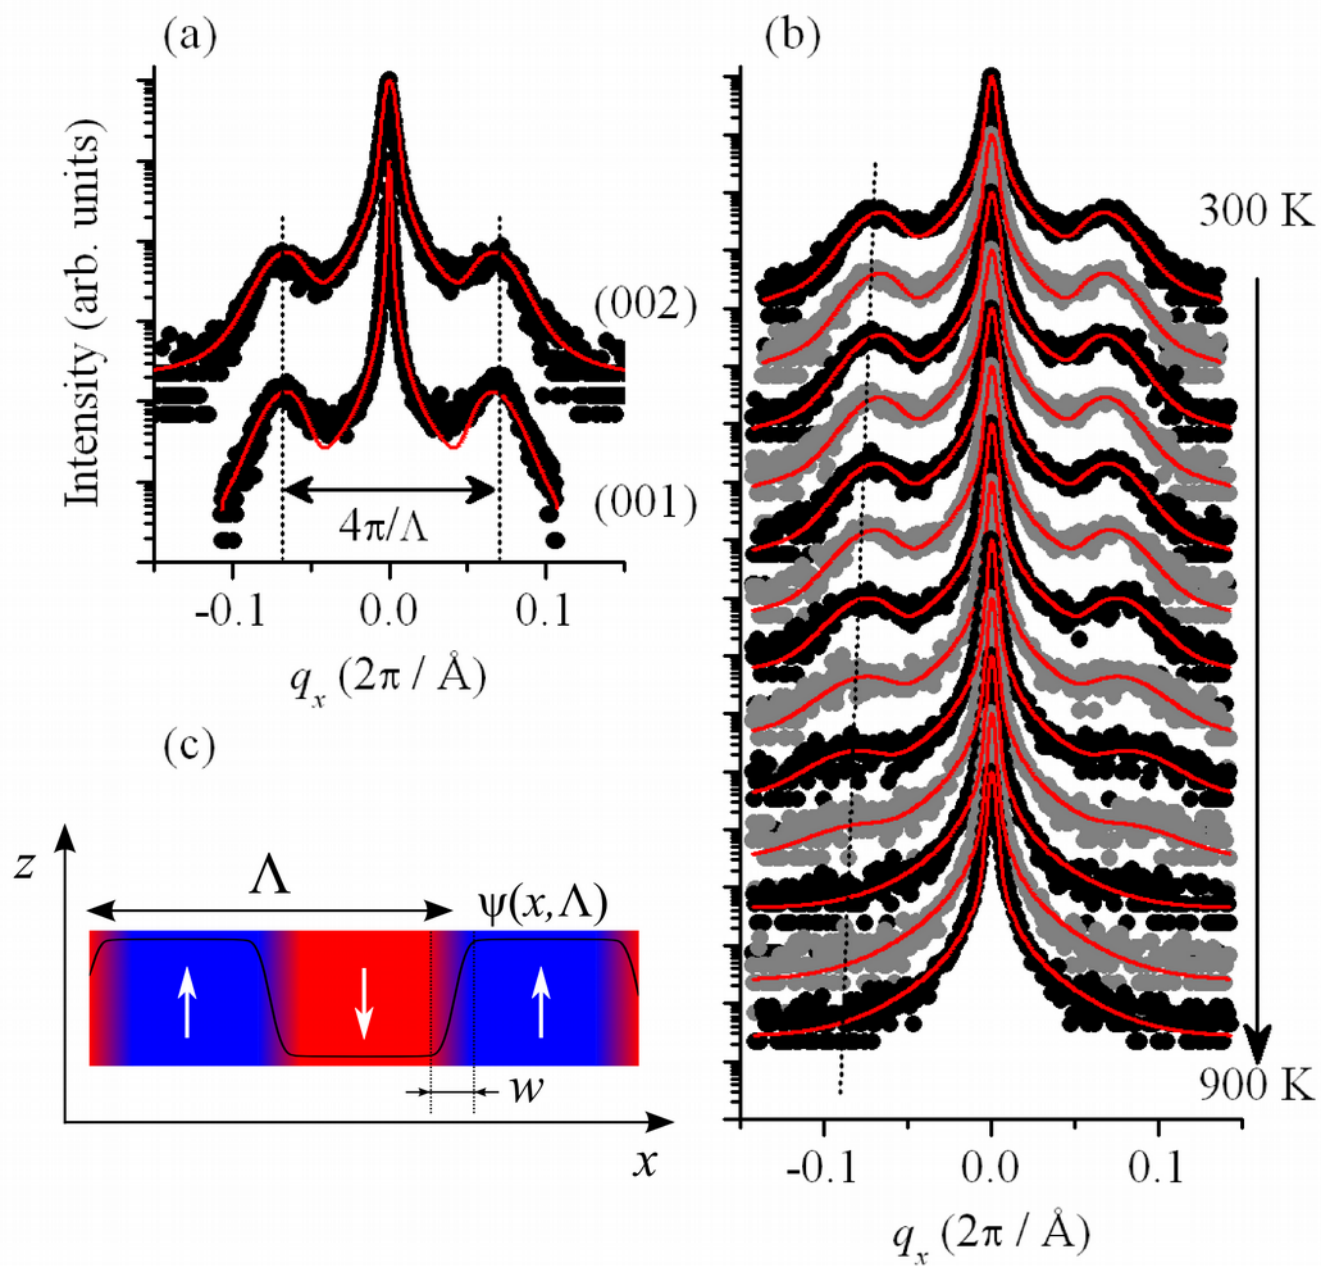 (a)
Intensity (arb. units)
(002)
(001)
4π/Λ
-0.1
0.0
0.1
q_x (2π / Å)
(b)
300 K
900 K
-0.1
0.0
0.1
q_x (2π / Å)
(c)
z
Λ
ψ(x,Λ)
w
x